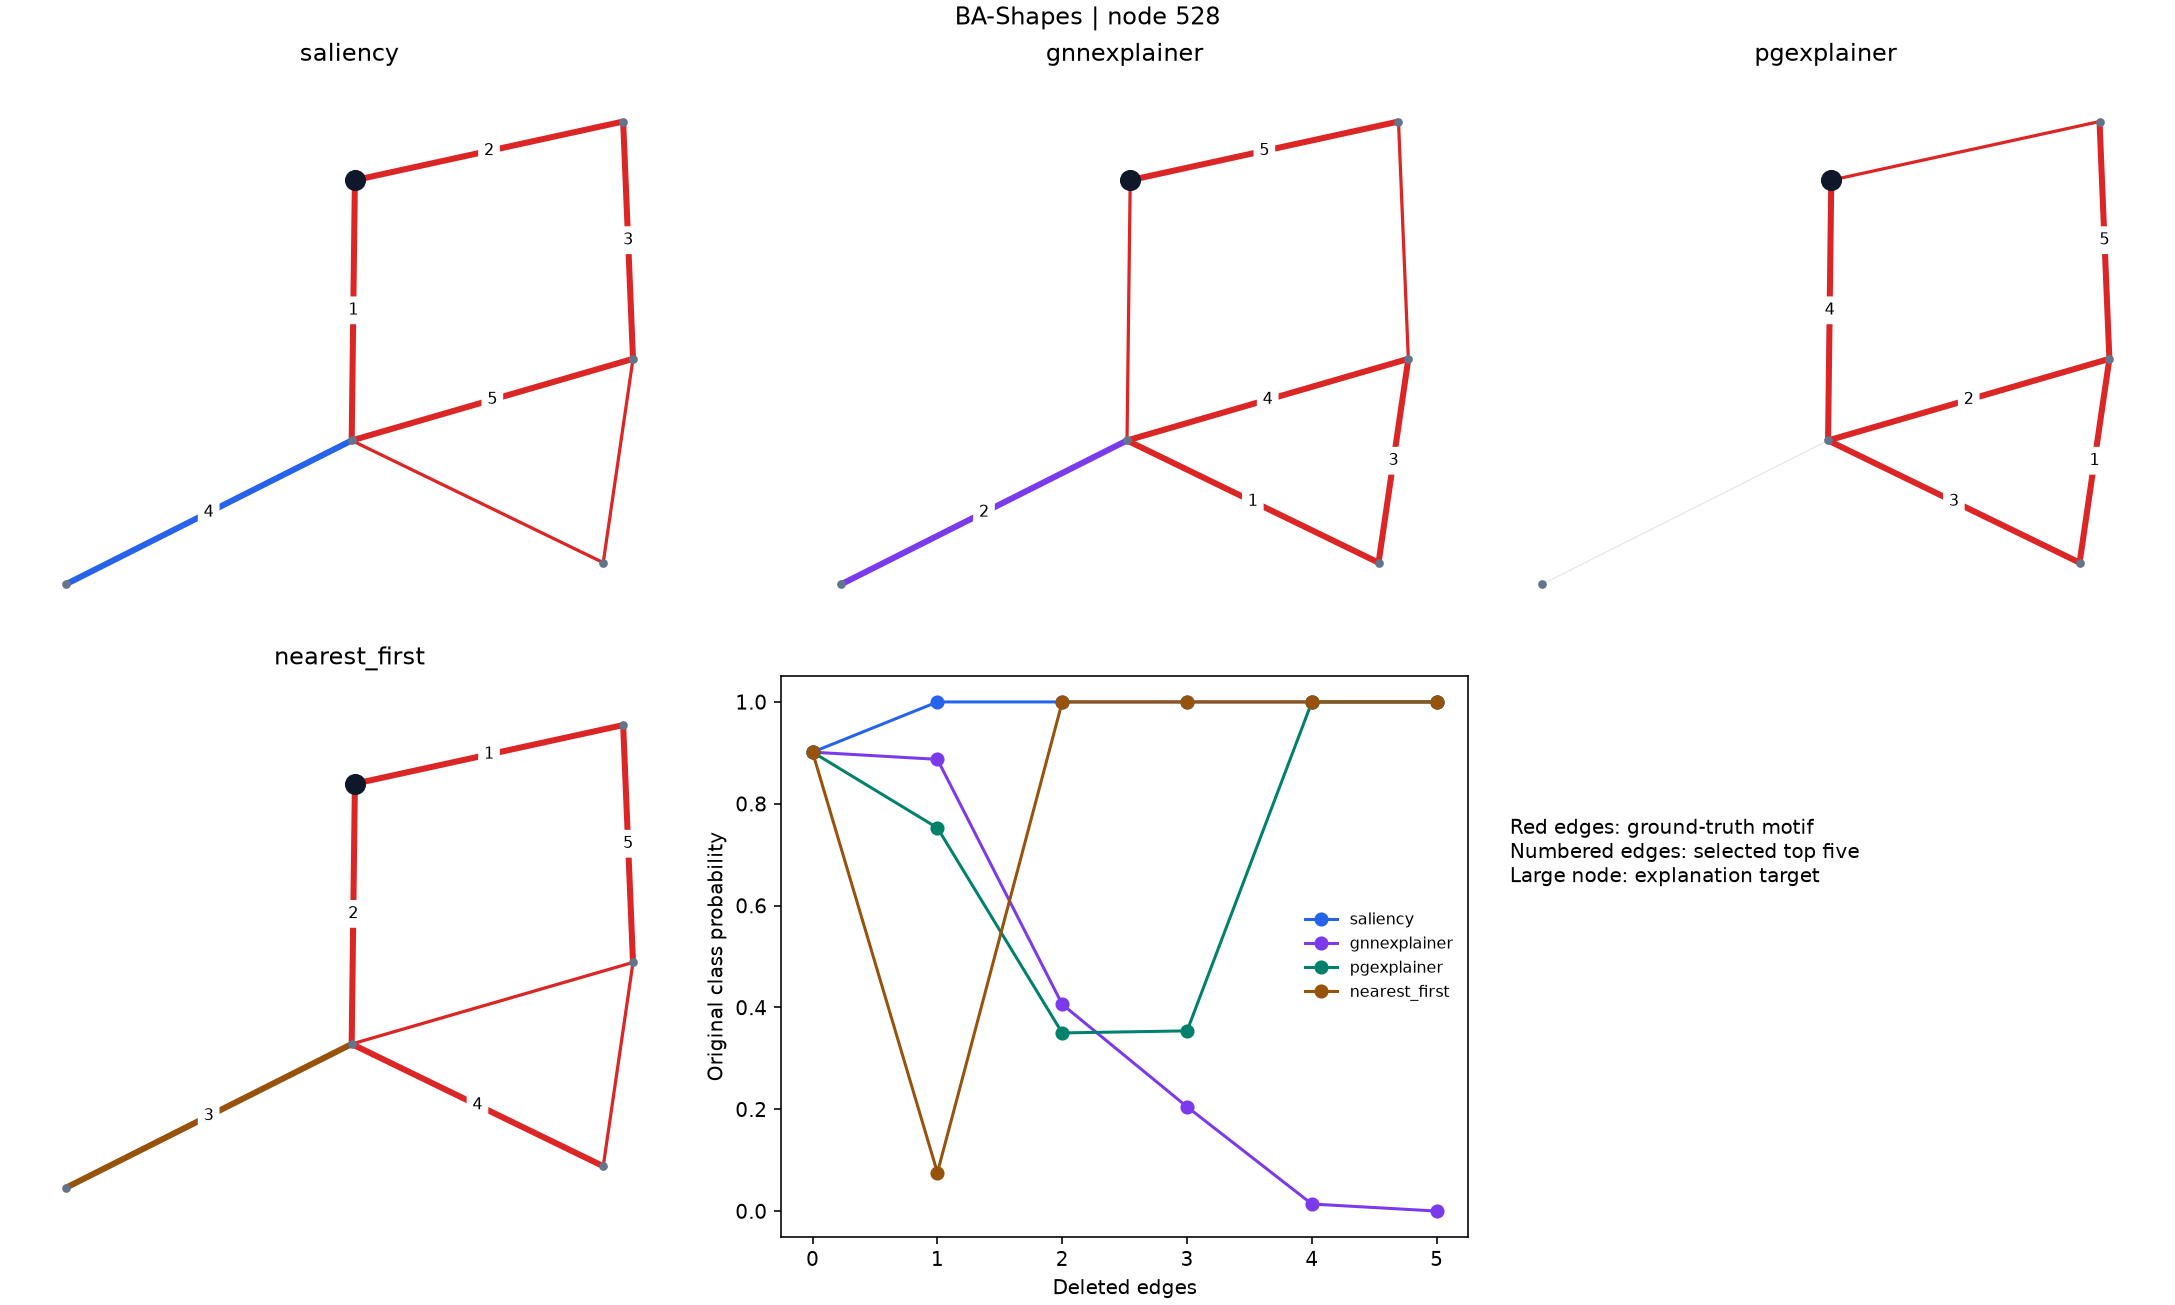 BA-Shapes | node 528
saliency
gnnexplainer
pgexplainer
2
3
1
5
4
5
4
3
1
2
5
4
2
1
3
nearest_first
1
5
2
4
3
Original class probability
1.0
0.8
0.6
0.4
0.2
0.0
saliency
gnnexplainer
pgexplainer
nearest_first
0 1 2 3 4 5
Deleted edges
Red edges: ground-truth motif
Numbered edges: selected top five
Large node: explanation target